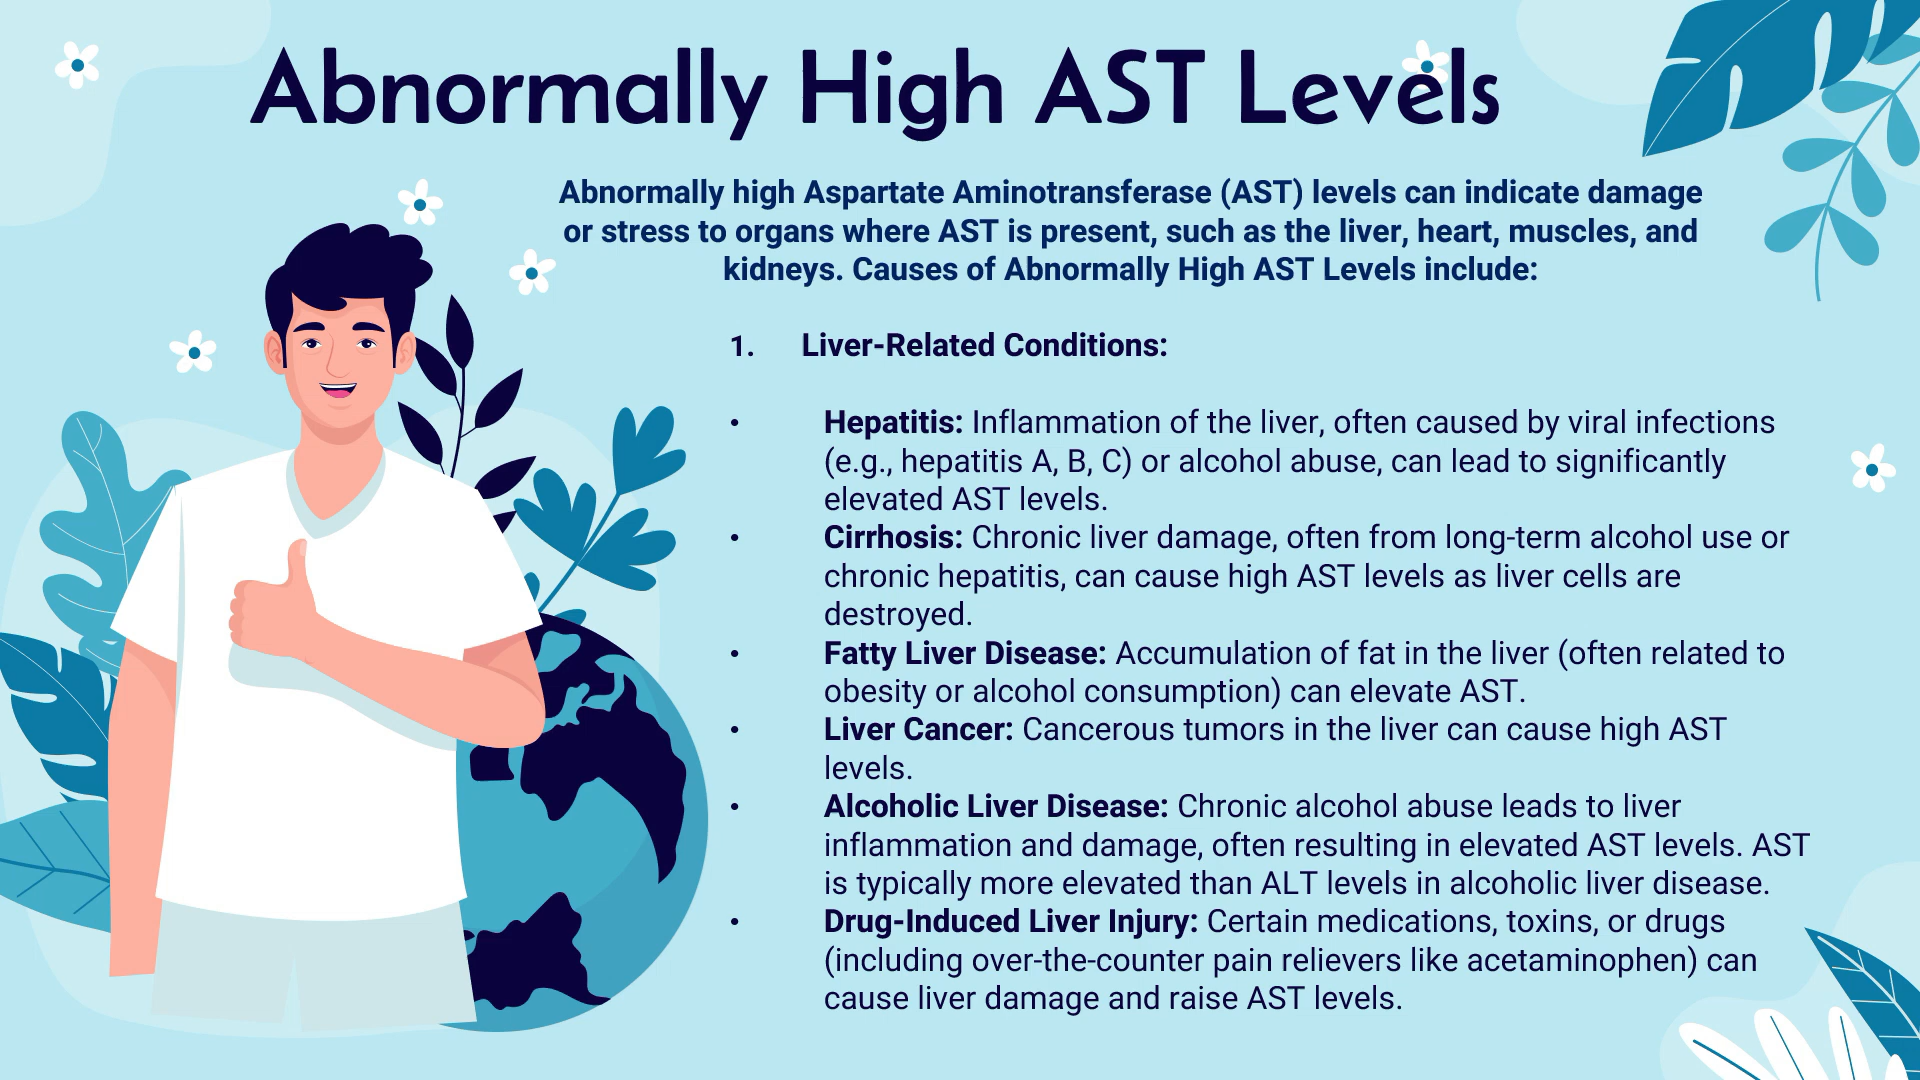 Abnormally High AST Levels
Abnormally high Aspartate Aminotransferase (AST) levels can indicate damage
or stress to organs where AST is present, such as the liver, heart, muscles, and
kidneys. Causes of Abnormally High AST Levels include:
1. Liver-Related Conditions:
• Hepatitis: Inflammation of the liver, often caused by viral infections
(e.g., hepatitis A, B, C) or alcohol abuse, can lead to significantly
elevated AST levels.
• Cirrhosis: Chronic liver damage, often from long-term alcohol use or
chronic hepatitis, can cause high AST levels as liver cells are
destroyed.
• Fatty Liver Disease: Accumulation of fat in the liver (often related to
obesity or alcohol consumption) can elevate AST.
• Liver Cancer: Cancerous tumors in the liver can cause high AST
levels.
• Alcoholic Liver Disease: Chronic alcohol abuse leads to liver
inflammation and damage, often resulting in elevated AST levels. AST
is typically more elevated than ALT levels in alcoholic liver disease.
• Drug-Induced Liver Injury: Certain medications, toxins, or drugs
(including over-the-counter pain relievers like acetaminophen) can
cause liver damage and raise AST levels.